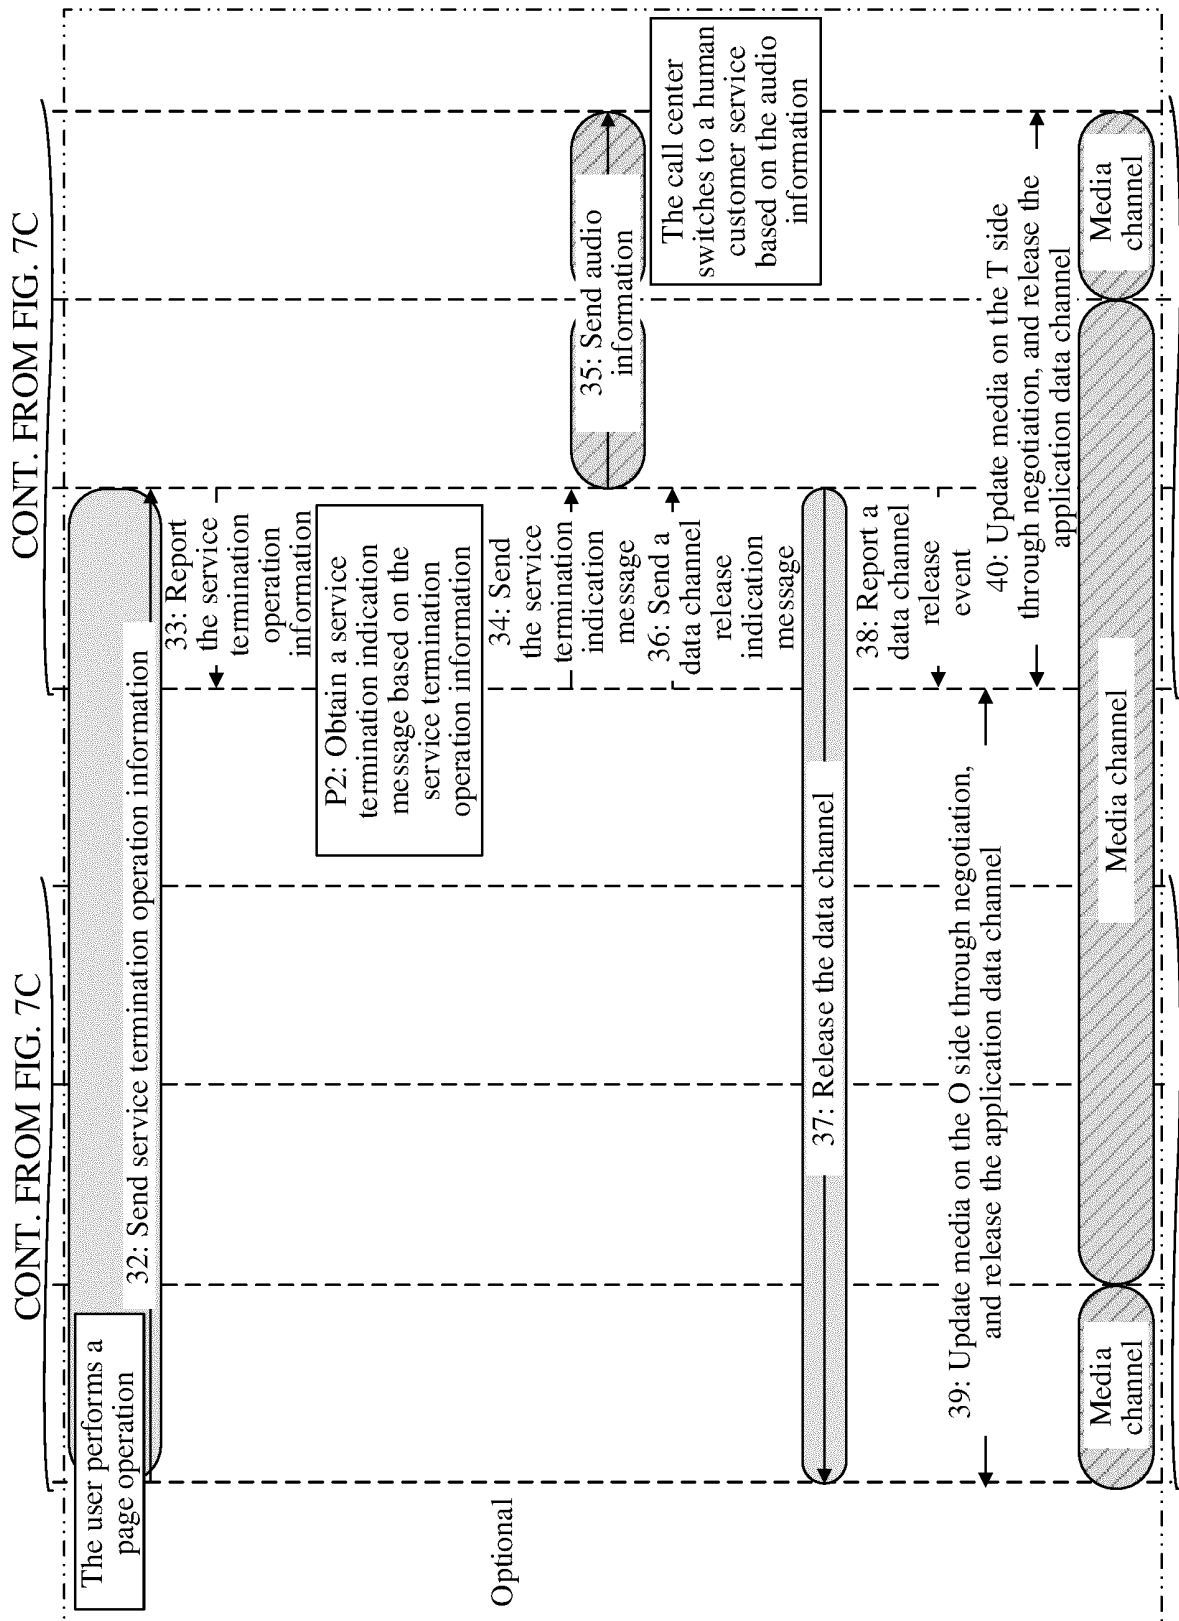 CONT. FROM FIG. 7C
CONT. FROM FIG. 7C
The user performs a
page operation
32: Send service termination operation information
33: Report
the service
termination
operation
information
P2: Obtain a service
termination indication
message based on the
service termination
operation information
Optional
34: Send
the service
termination
indication
message
35: Send audio
information
36: Send a
data channel
release
indication
message
The call center
switches to a human
customer service
based on the audio
information
37: Release the data channel
38: Report a
data channel
release
event
39: Update media on the O side through negotiation,
and release the application data channel
40: Update media on the T side
through negotiation, and release the
application data channel
Media
channel
Media channel
Media
channel